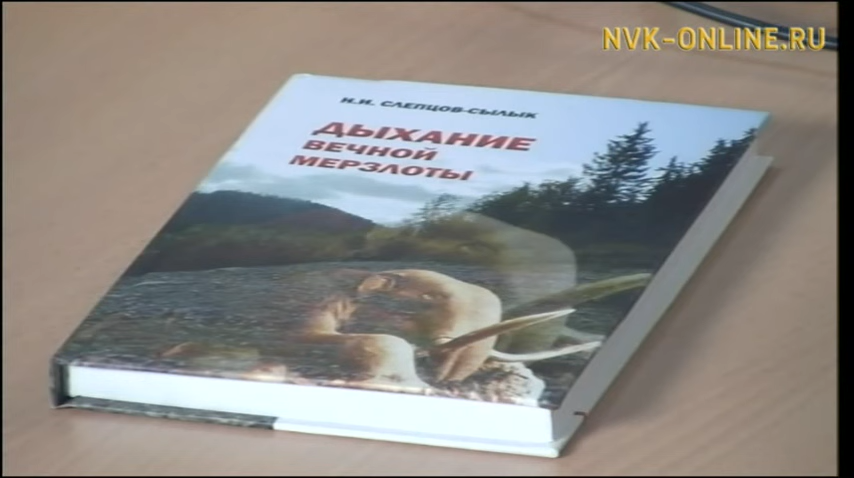 NVK-ONLINE.RU
Н.Н. СЛЕПЦОВ-СЫЛЫК
ДЫХАНИЕ
ВЕЧНОЙ
МЕРЗЛОТЫ